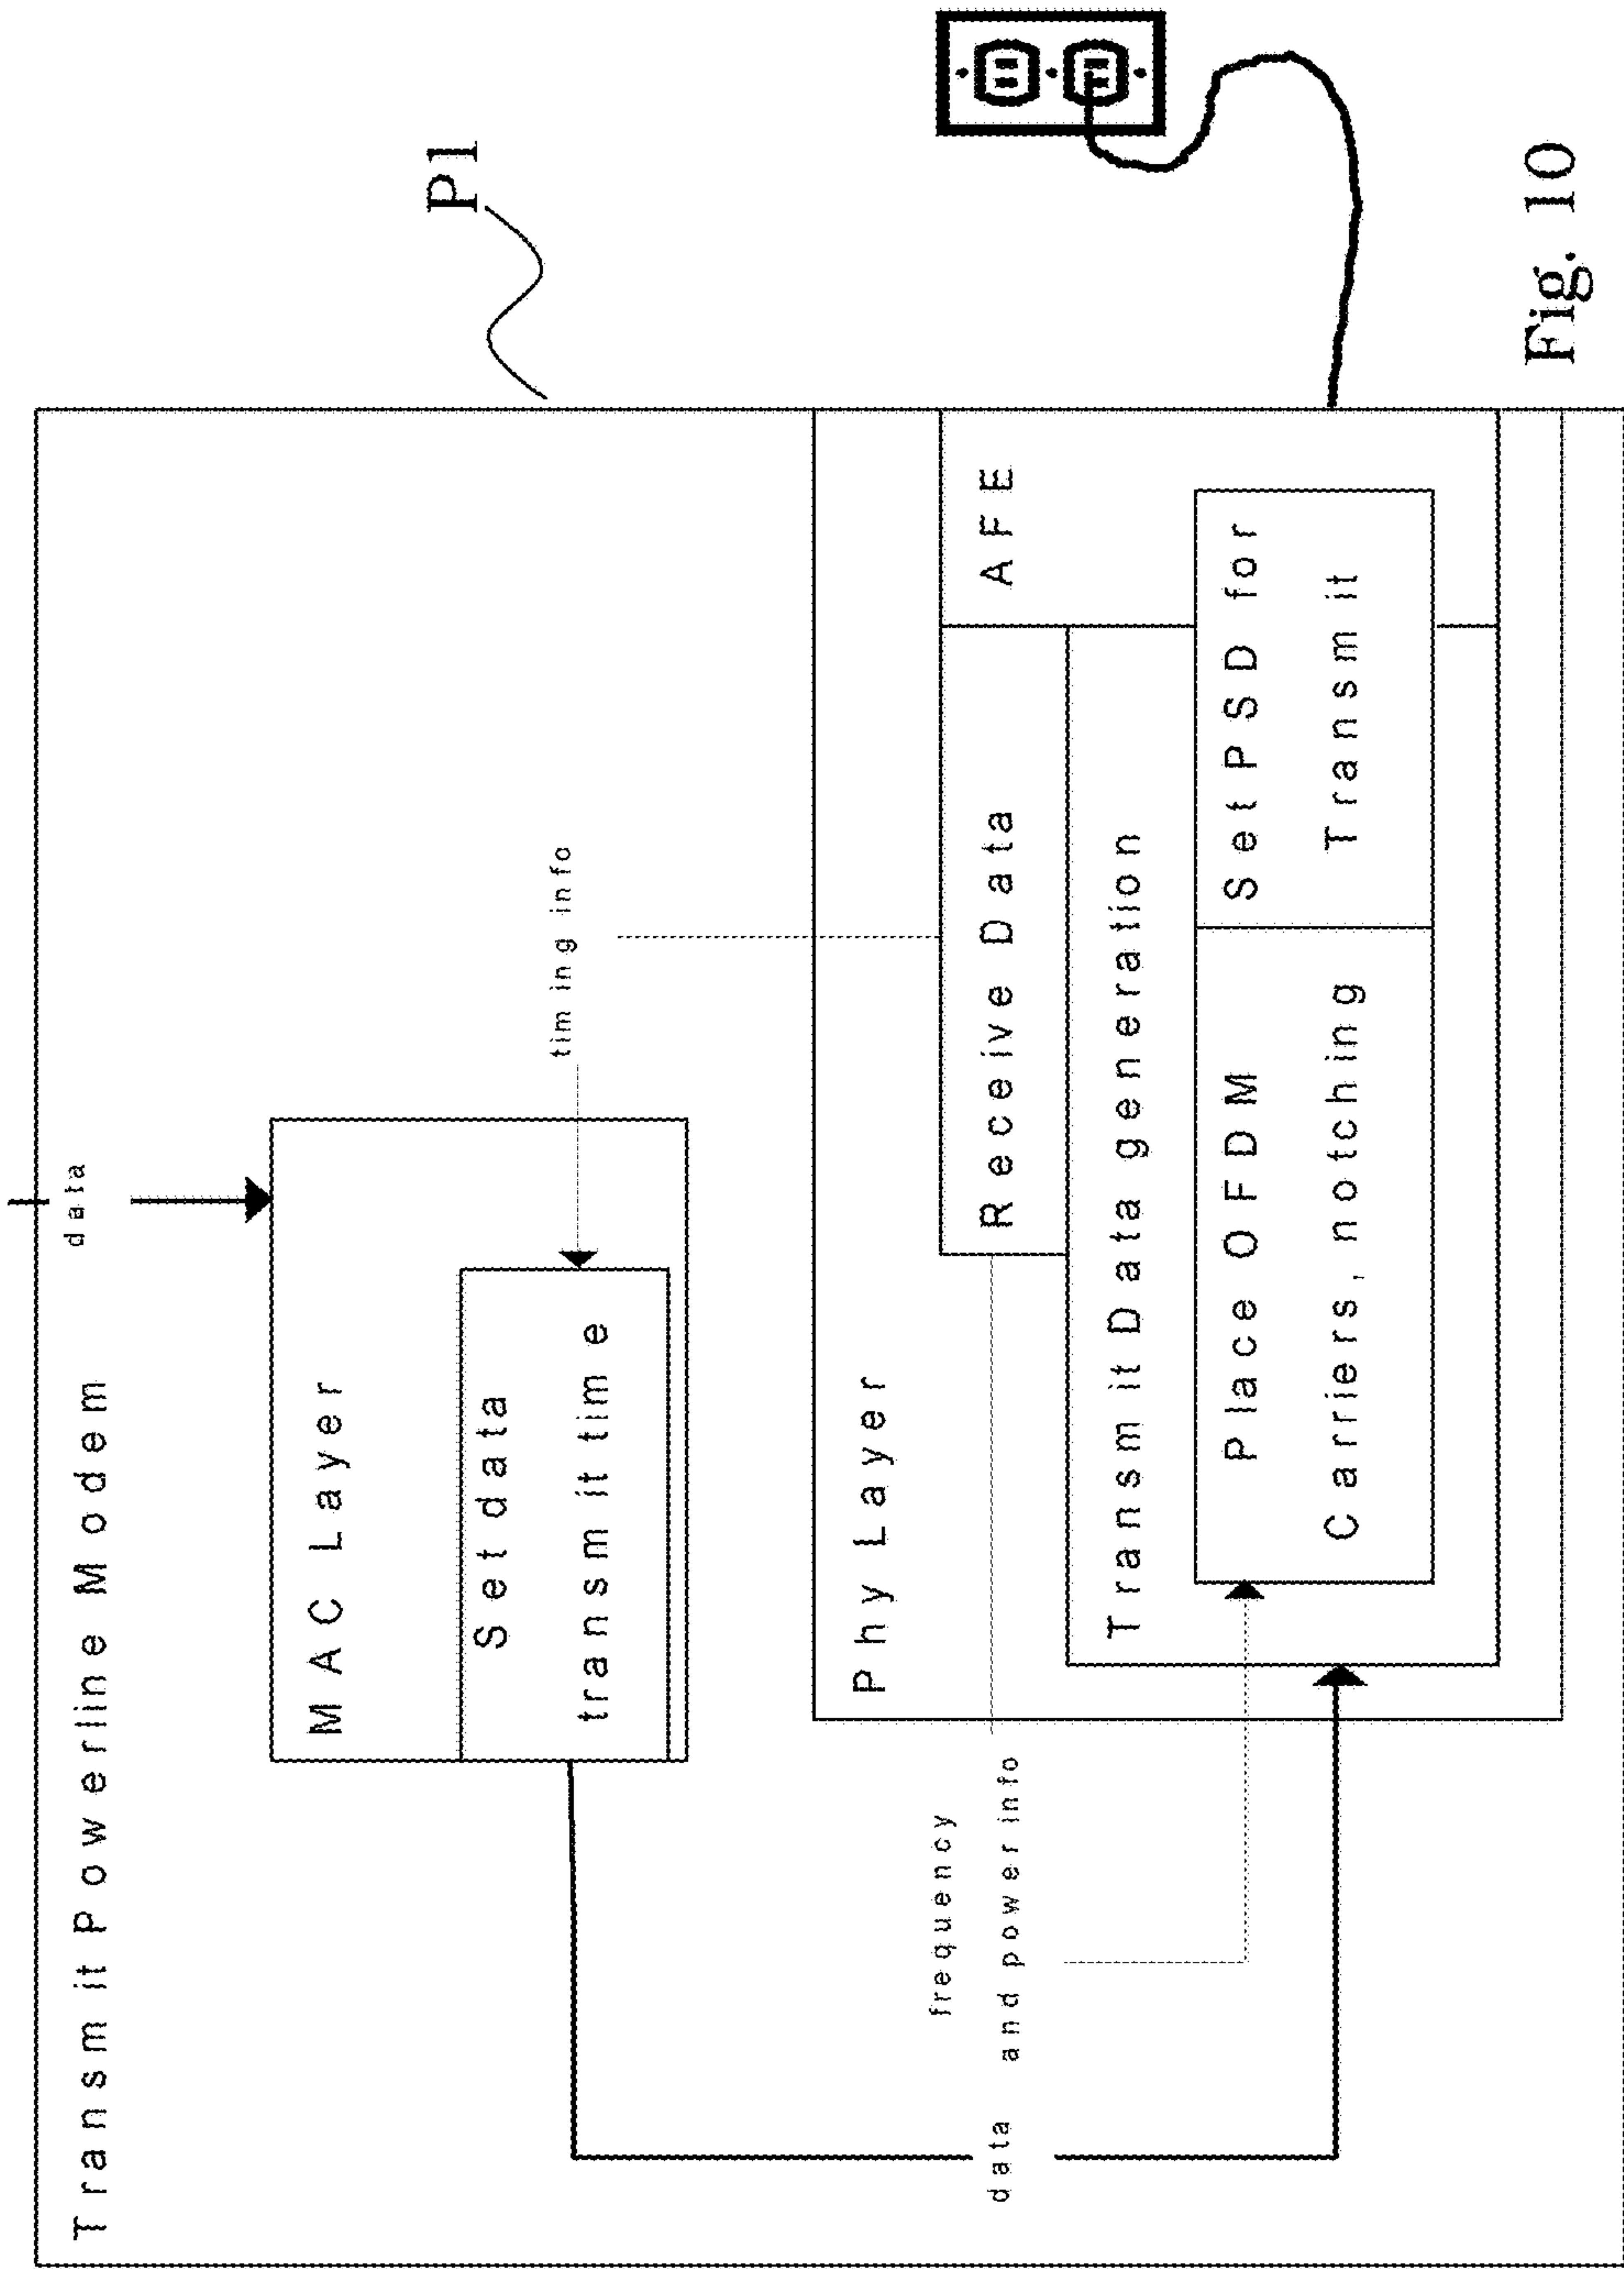 Transmit Powerline Modem
data
P1
MAC Layer
Set data
transmit time
timing info
Phy Layer
Receive Data
AFE
Transmit Data generation
Place OFDM
Carriers, notching
Set PSD for
Transmit
frequency
and power info
data
Fig. 10